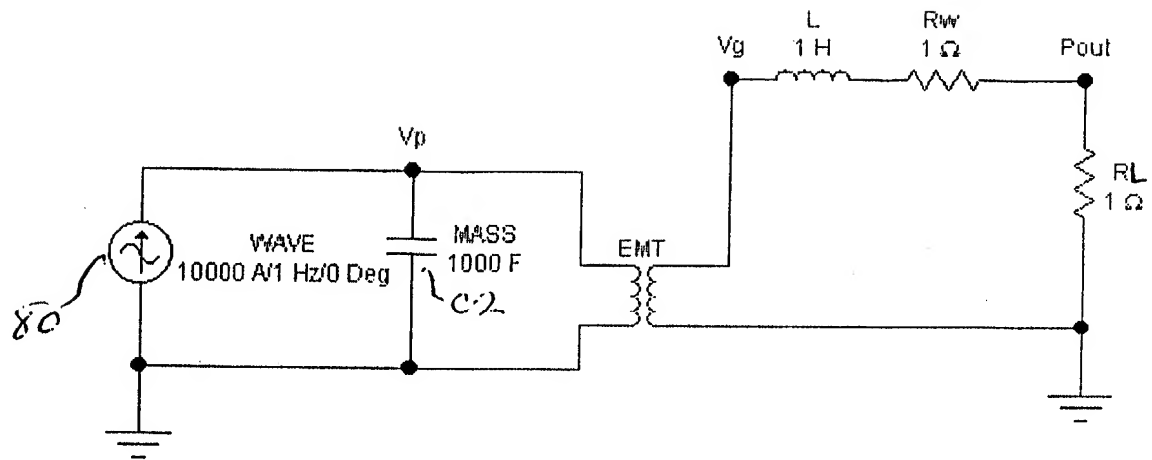 L
1 H
Rw
1 Ω
Vg
Pout
Vp
RL
1 Ω
WAVE
10000 A/1 Hz/0 Deg
MASS
1000 F
EMT
80
C-2